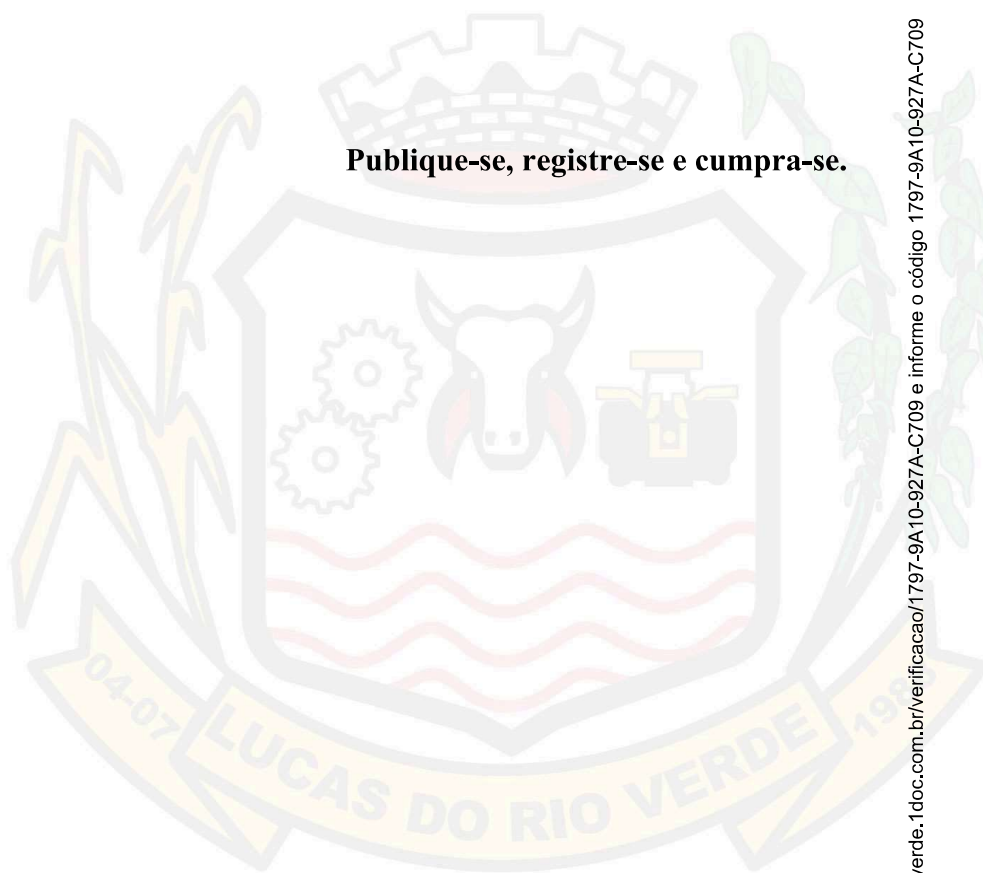 Publique-se, registre-se e cumpra-se.
04-07
LUCAS DO RIO VERDE
verde.1doc.com.br/verificacao/1797-9A10-927A-C709 e informe o código 1797-9A10-927A-C709